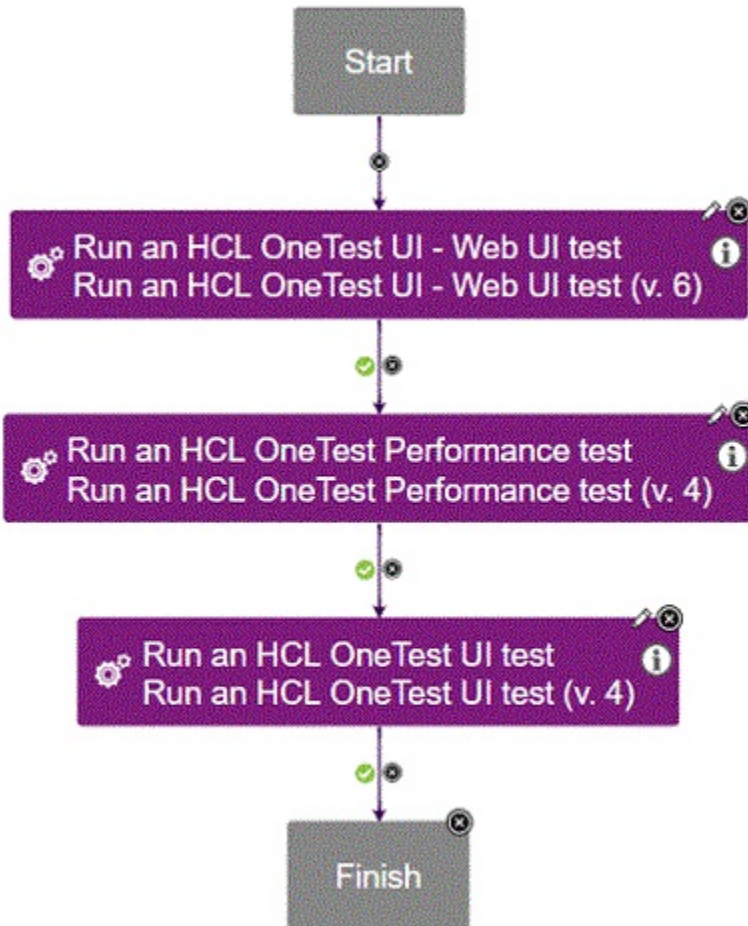 Start
Run an HCL OneTest UI - Web UI test
Run an HCL OneTest UI - Web UI test (v. 6)
Run an HCL OneTest Performance test
Run an HCL OneTest Performance test (v. 4)
Run an HCL OneTest UI test
Run an HCL OneTest UI test (v. 4)
Finish